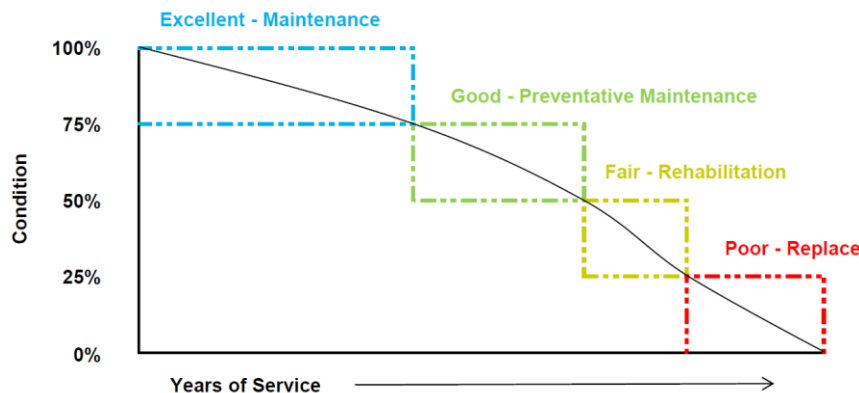 Excellent - Maintenance
100%
Good - Preventative Maintenance
75%
Fair - Rehabilitation
Condition
50%
Poor - Replace
25%
0%
Years of Service